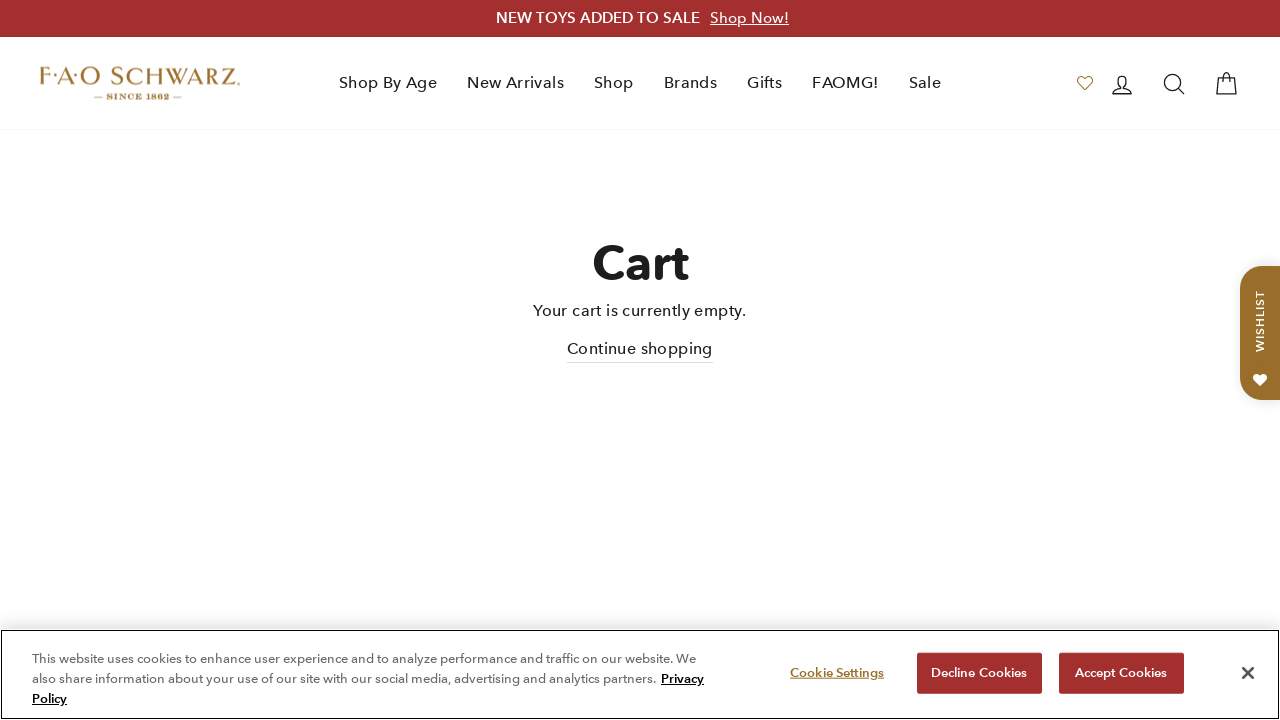 NEW TOYS ADDED TO SALE Shop Now!
F·A·O SCHWARZ
— SINCE 1862 —
Shop By Age New Arrivals Shop Brands Gifts FAOMG! Sale
Cart
Your cart is currently empty.
Continue shopping
WISHLIST
This website uses cookies to enhance user experience and to analyze performance and traffic on our website. We
also share information about your use of our site with our social media, advertising and analytics partners. Privacy
Policy
Cookie Settings Decline Cookies Accept Cookies